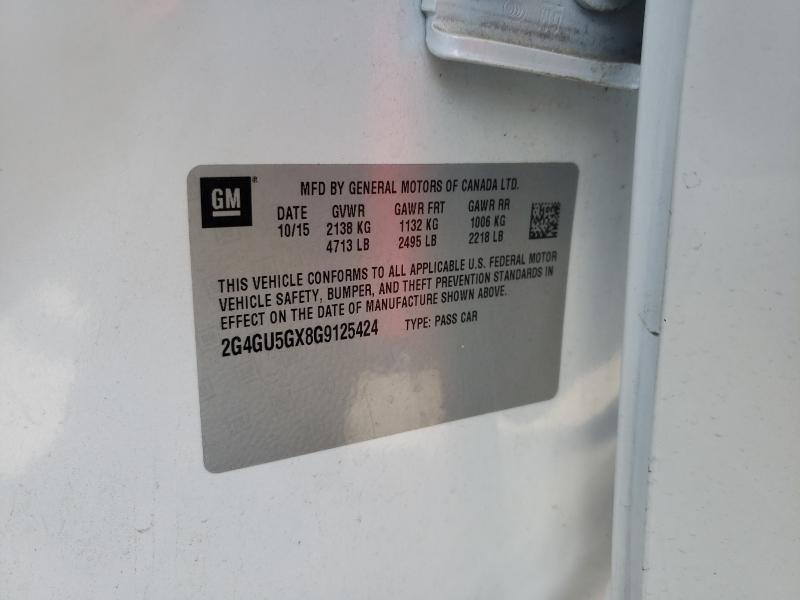 GM®
MFD BY GENERAL MOTORS OF CANADA LTD.
DATE GVWR GAWR FRT GAWR RR
10/15 2138 KG 1132 KG 1006 KG
4713 LB 2495 LB 2218 LB
THIS VEHICLE CONFORMS TO ALL APPLICABLE U.S. FEDERAL MOTOR
VEHICLE SAFETY, BUMPER, AND THEFT PREVENTION STANDARDS IN
EFFECT ON THE DATE OF MANUFACTURE SHOWN ABOVE.
2G4GU5GX8G9125424 TYPE: PASS CAR